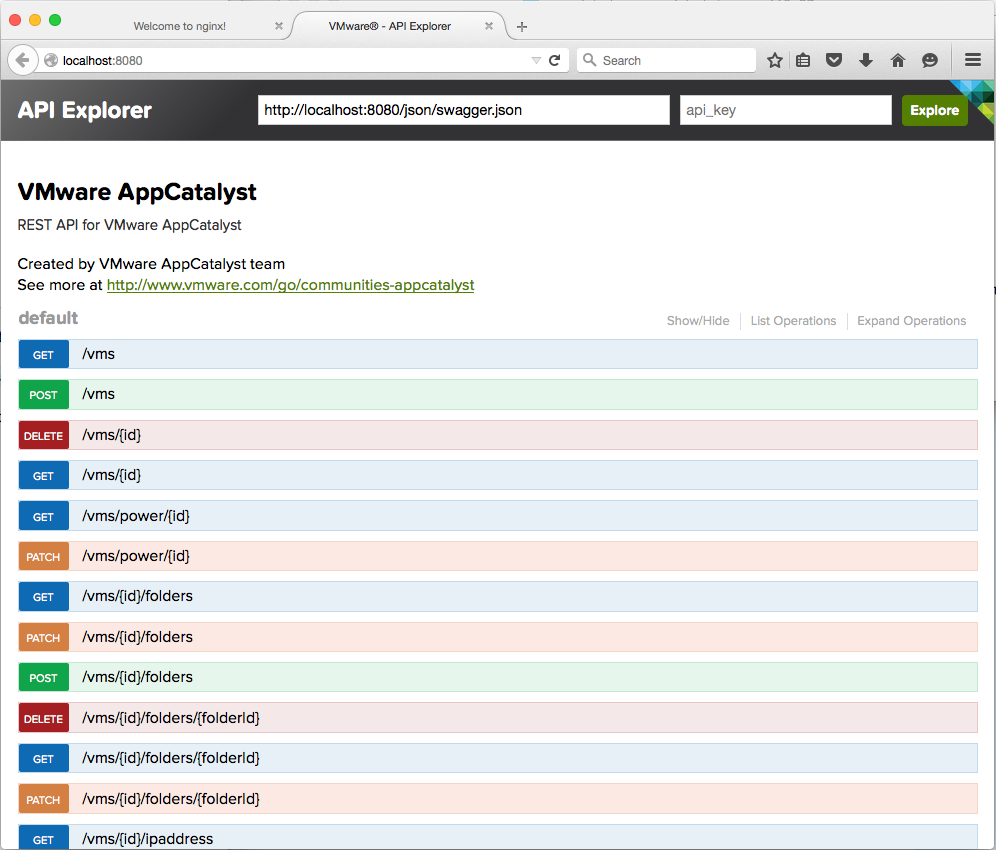 Welcome to nginx!
VMware® - API Explorer
localhost:8080
Search
API Explorer
http://localhost:8080/json/swagger.json
api_key
Explore
VMware AppCatalyst
REST API for VMware AppCatalyst
Created by VMware AppCatalyst team
See more at http://www.vmware.com/go/communities-appcatalyst
default
Show/Hide
List Operations
Expand Operations
GET /vms
POST /vms
DELETE /vms/{id}
GET /vms/{id}
GET /vms/power/{id}
PATCH /vms/power/{id}
GET /vms/{id}/folders
PATCH /vms/{id}/folders
POST /vms/{id}/folders
DELETE /vms/{id}/folders/{folderId}
GET /vms/{id}/folders/{folderId}
PATCH /vms/{id}/folders/{folderId}
GET /vms/{id}/ipaddress